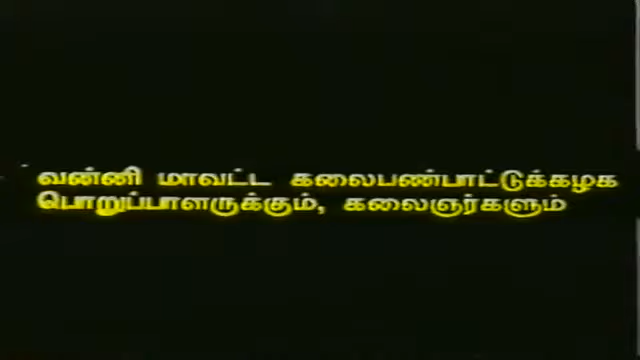 வன்னி மாவட்ட கலைபண்பாட்டுக்கழக
பொறுப்பாளருக்கும், கலைஞர்களும்